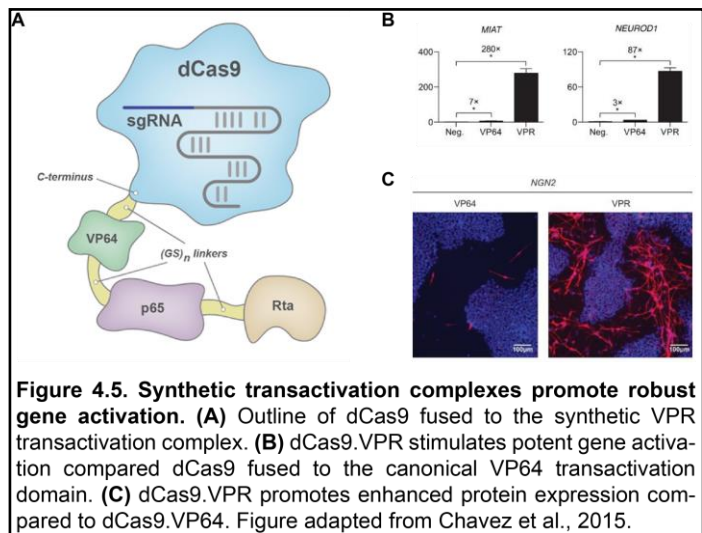 A
dCas9
sgRNA
C-terminus
VP64
(GS)n linkers
p65
Rta
B
MIAT
400
200
0
280×
*
7×
*
Neg. VP64 VPR
NEUROD1
120
60
0
87×
*
3×
*
Neg. VP64 VPR
C
NGN2
VP64
VPR
100μm
100μm
Figure 4.5. Synthetic transactivation complexes promote robust
gene activation. (A) Outline of dCas9 fused to the synthetic VPR
transactivation complex. (B) dCas9.VPR stimulates potent gene activa-
tion compared dCas9 fused to the canonical VP64 transactivation
domain. (C) dCas9.VPR promotes enhanced protein expression com-
pared to dCas9.VP64. Figure adapted from Chavez et al., 2015.